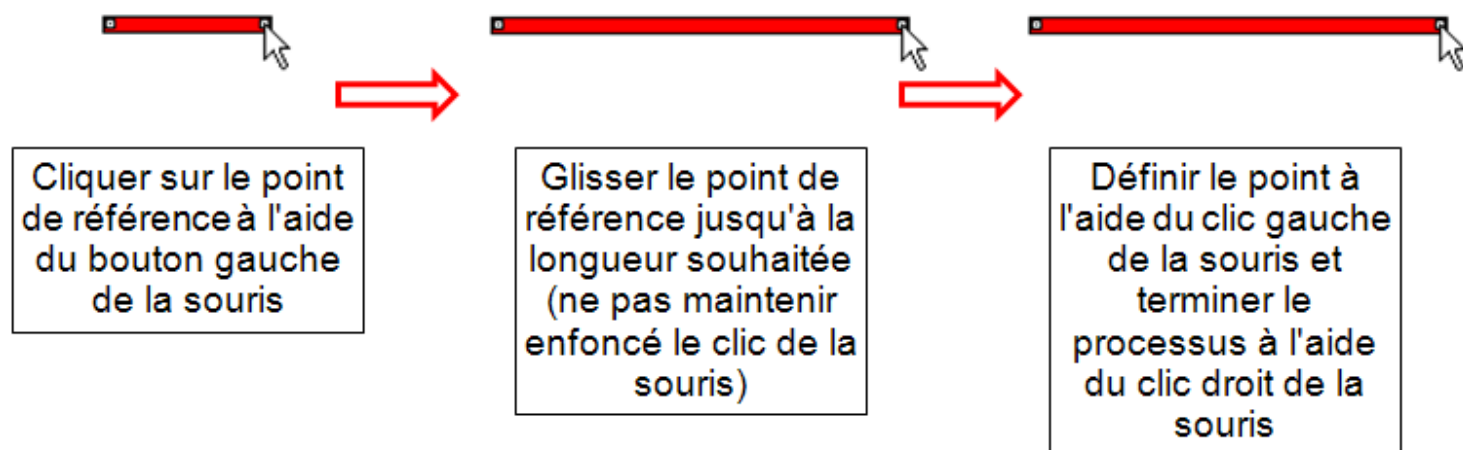 Cliquer sur le point
de référence à l'aide
du bouton gauche
de la souris
Glisser le point de
référence jusqu'à la
longueur souhaitée
(ne pas maintenir
enfoncé le clic de la
souris)
Définir le point à
l'aide du clic gauche
de la souris et
terminer le
processus à l'aide
du clic droit de la
souris